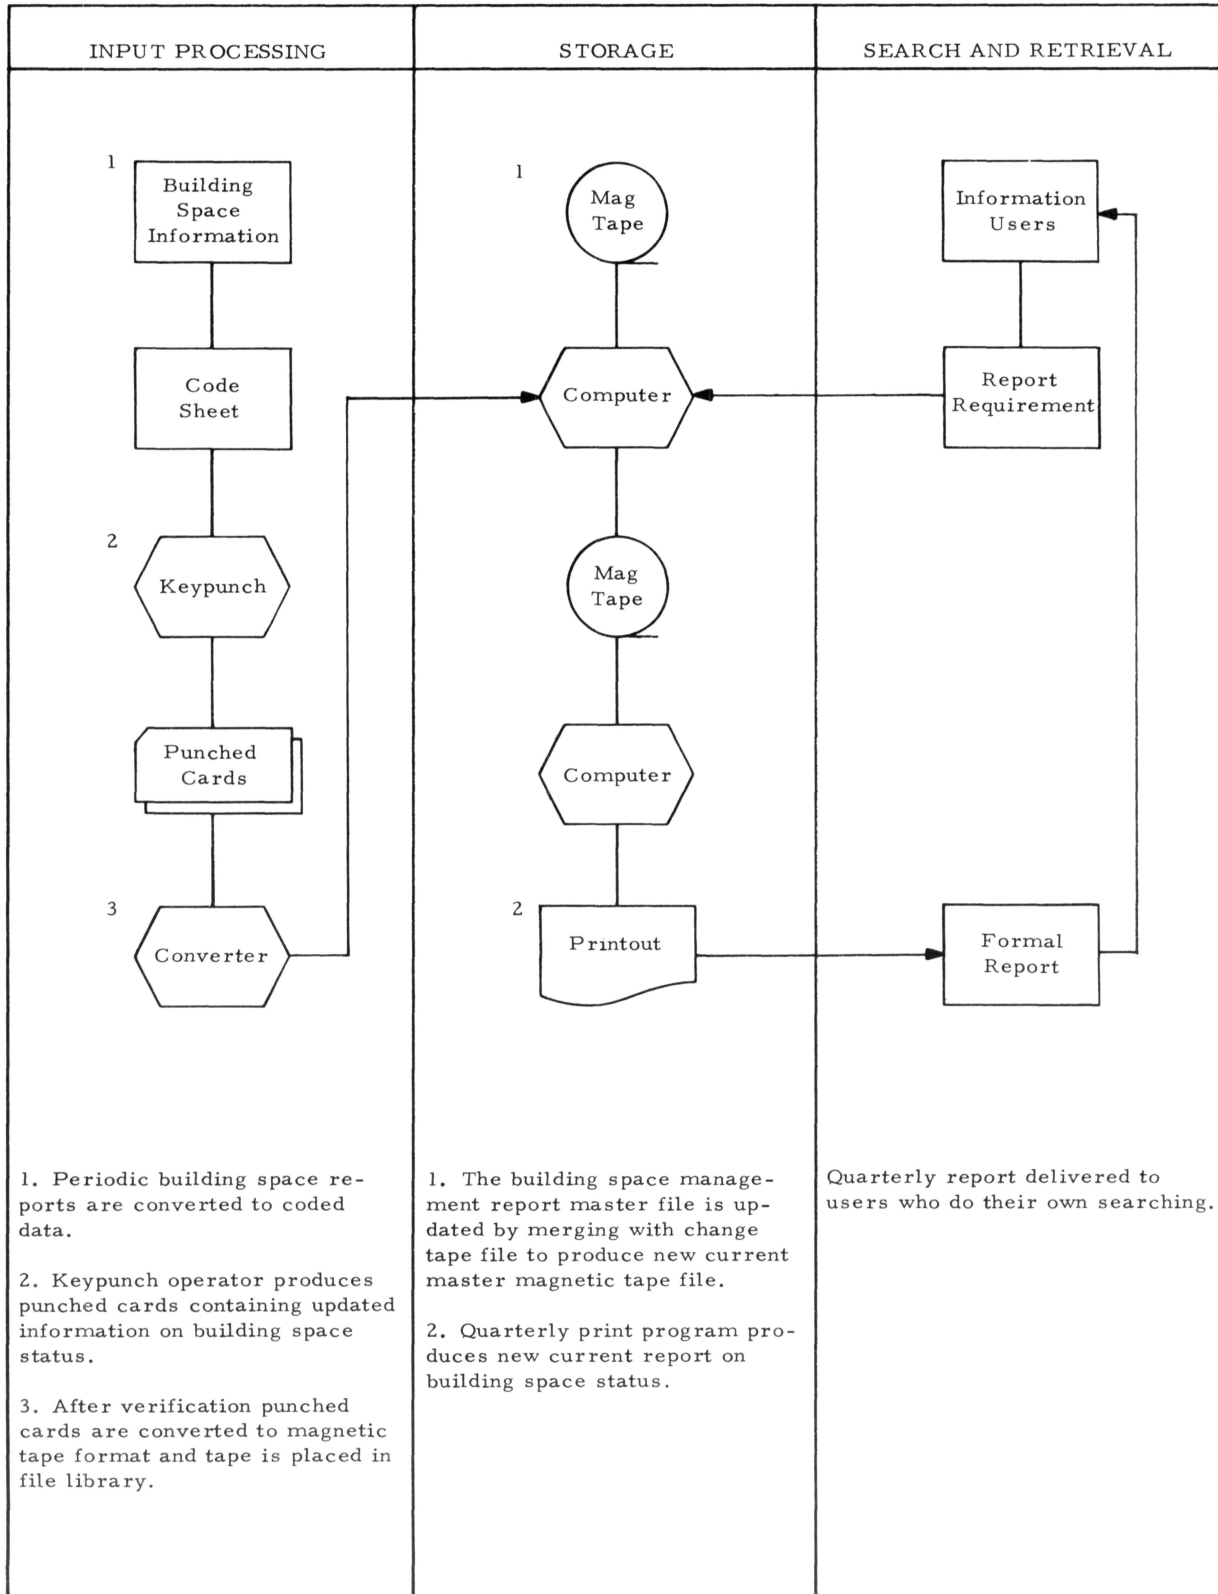 INPUT PROCESSING
STORAGE
SEARCH AND RETRIEVAL
1
Building
Space
Information
Code
Sheet
2
Keypunch
Punched
Cards
3
Converter
1
Mag
Tape
Computer
Mag
Tape
Computer
2
Printout
Information
Users
Report
Requirement
Formal
Report
1. Periodic building space re-
ports are converted to coded
data.
2. Keypunch operator produces
punched cards containing updated
information on building space
status.
3. After verification punched
cards are converted to magnetic
tape format and tape is placed in
file library.
1. The building space manage-
ment report master file is up-
dated by merging with change
tape file to produce new current
master magnetic tape file.
2. Quarterly print program pro-
duces new current report on
building space status.
Quarterly report delivered to
users who do their own searching.